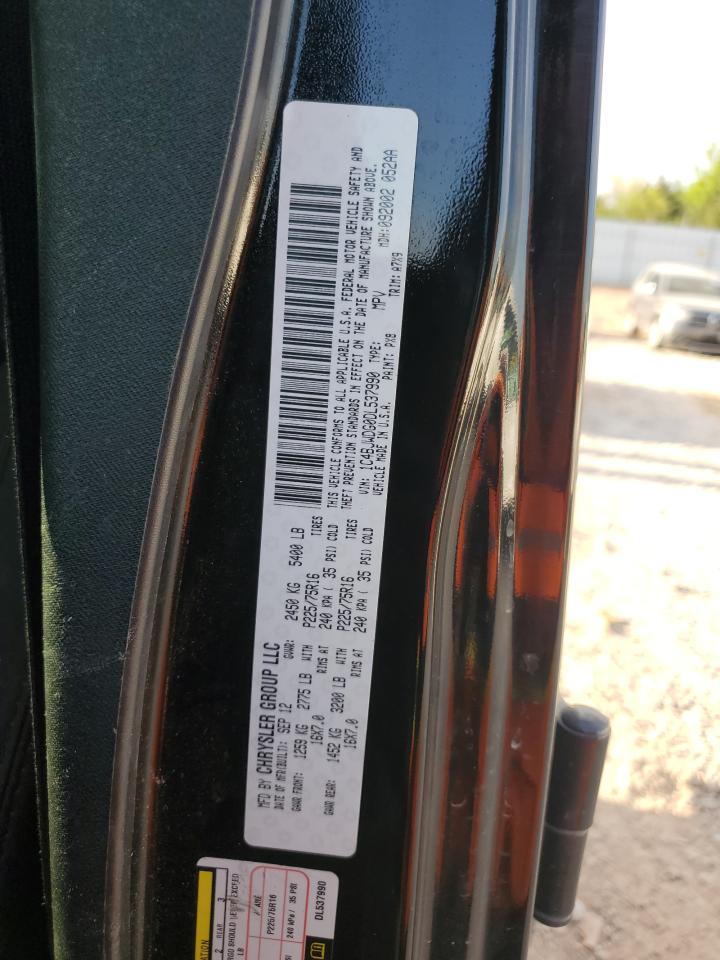 MFD BY CHRYSLER GROUP LLC
DATE OF MFR(BUILT): SEP 12 GVWR: 2450 KG 5400 LB
GAWR FRONT: 1259 KG 2775 LB WITH P225/75R16 TIRES
16X7.0 RIMS AT 240 KPA ( 35 PSI) COLD
GAWR REAR: 1452 KG 3200 LB WITH P225/75R16 TIRES
16X7.0 RIMS AT 240 KPA ( 35 PSI) COLD
THIS VEHICLE CONFORMS TO ALL APPLICABLE U.S.A. FEDERAL MOTOR VEHICLE SAFETY AND
THEFT PREVENTION STANDARDS IN EFFECT ON THE DATE OF MANUFACTURE SHOWN ABOVE.
VIN: 1C4BJWDG0DL537990 TYPE: MPV MDH:092002 052AA
VEHICLE MADE IN U.S.A. PAINT: PX8 TRIM: A7X9
2 REAR 3
LB
P225/75R16
240 KPA / 35 PSI
DL537990